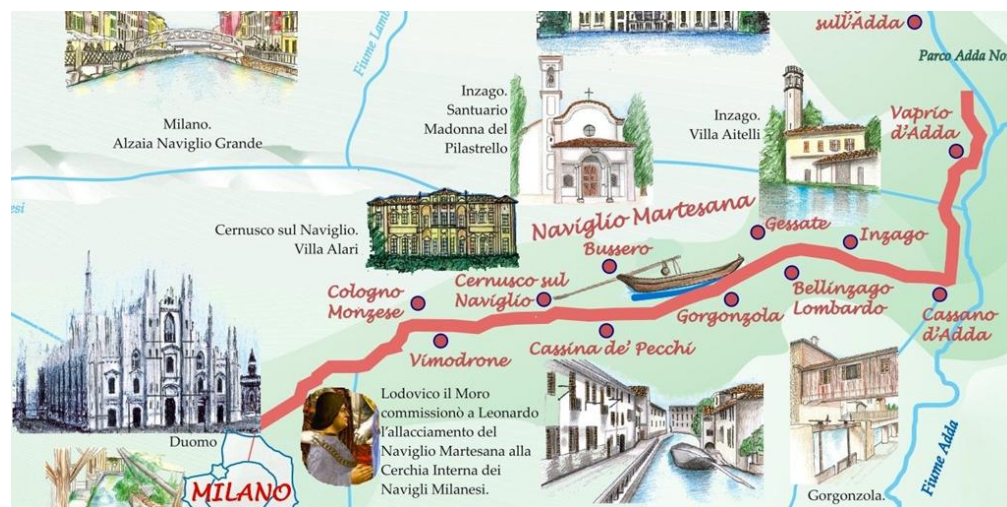 sull'Adda
Fiume Lamb
Parco Adda No
Milano.
Alzaia Naviglio Grande
Inzago.
Santuario
Madonna del
Pilastrello
Inzago.
Villa Aitelli
Vaprio
d'Adda
Cernusco sul Naviglio.
Villa Alari
Naviglio Martesana
Gessate
Inzago
Bussero
Cologno
Monzese
Cernusco sul
Naviglio
Gorgonzola
Bellinzago
Lombardo
Cassano
d'Adda
Vimodrone
Cassina de' Pecchi
Duomo
Lodovico il Moro
commissionò a Leonardo
l'allacciamento del
Naviglio Martesana alla
Cerchia Interna dei
Navigli Milanesi.
MILANO
Gorgonzola.
Fiume Adda